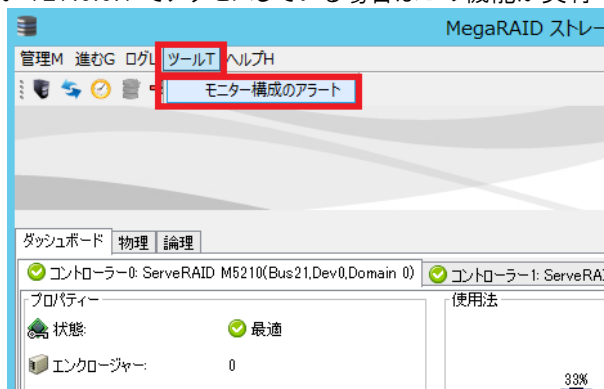 MegaRAID ストレー
管理M 進むG ログL ツールT ヘルプH
モニター構成のアラート
ダッシュボード 物理 論理
コントローラー0: ServeRAID M5210(Bus21,Dev0,Domain 0) コントローラー1: ServeRAI
プロパティー 使用法
状態: 最適
エンクロージャー: 0
33%